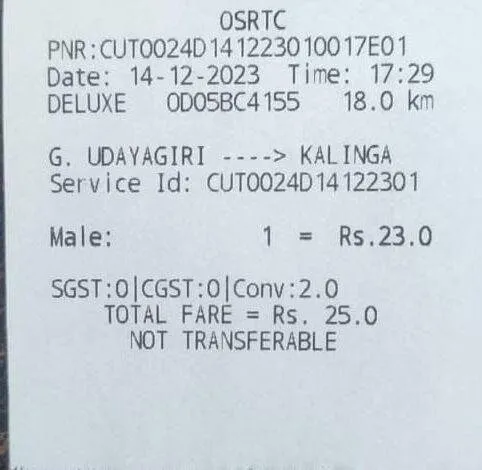 OSRTC
PNR:CUT0024D141223010017E01
Date: 14-12-2023 Time: 17:29
DELUXE OD05BC4155 18.0 km
G. UDAYAGIRI ----> KALINGA
Service Id: CUT0024D14122301
Male: 1 = Rs.23.0
SGST:0|CGST:0|Conv:2.0
TOTAL FARE = Rs. 25.0
NOT TRANSFERABLE